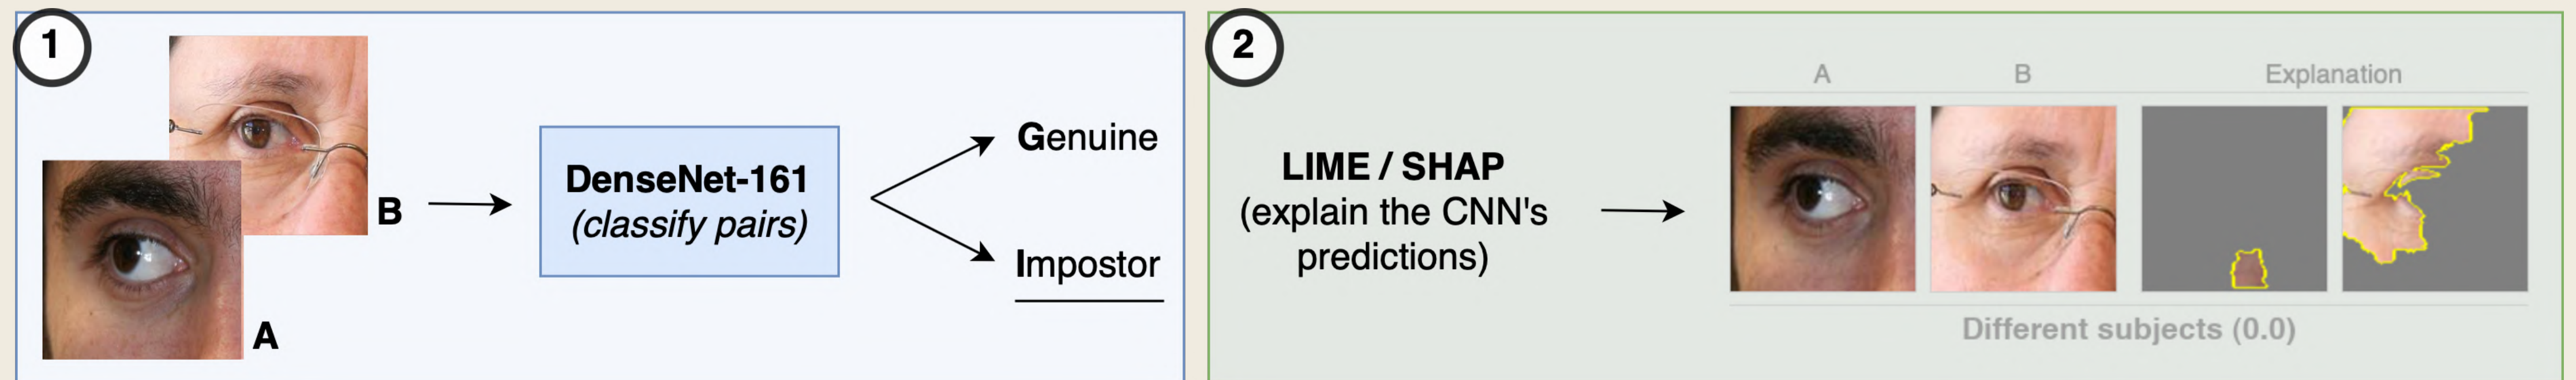 1
B
A
DenseNet-161
(classify pairs)
Genuine
Impostor
2
LIME / SHAP
(explain the CNN's
predictions)
A B Explanation
Different subjects (0.0)